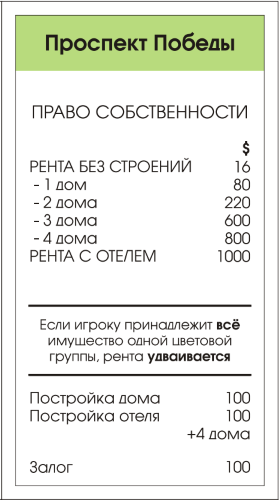 Проспект Победы
ПРАВО СОБСТВЕННОСТИ
$
РЕНТА БЕЗ СТРОЕНИЙ 16
- 1 дом 80
- 2 дома 220
- 3 дома 600
- 4 дома 800
РЕНТА С ОТЕЛЕМ 1000
Если игроку принадлежит всё
имущество одной цветовой
группы, рента удваивается
Постройка дома 100
Постройка отеля 100
+4 дома
Залог 100